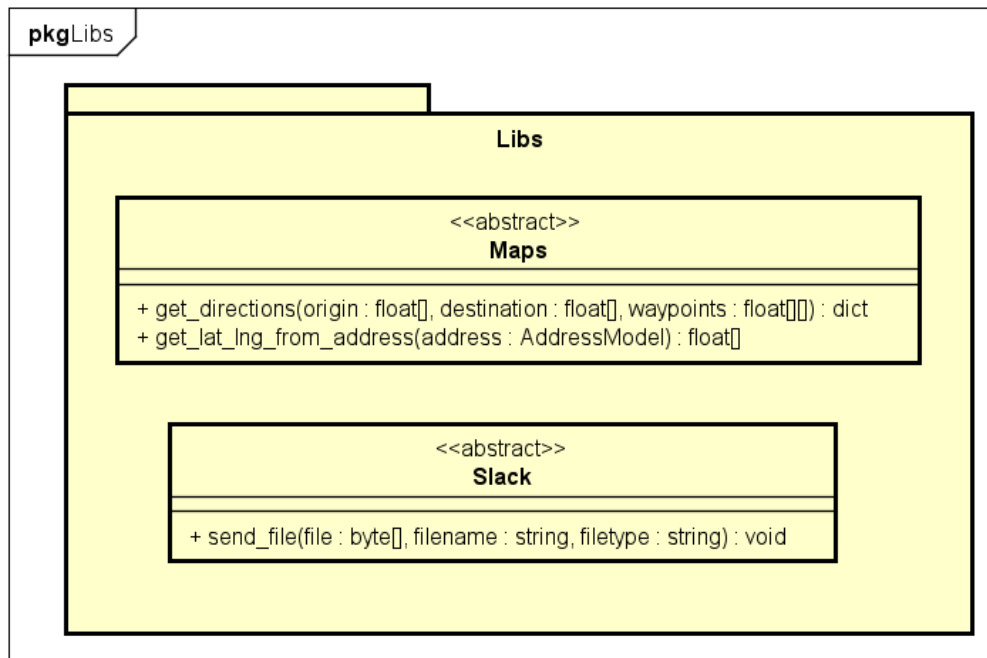 pkgLibs
Libs
<<abstract>>
Maps
+ get_directions(origin : float[], destination : float[], waypoints : float[][]) : dict
+ get_lat_lng_from_address(address : AddressModel) : float[]
<<abstract>>
Slack
+ send_file(file : byte[], filename : string, filetype : string) : void